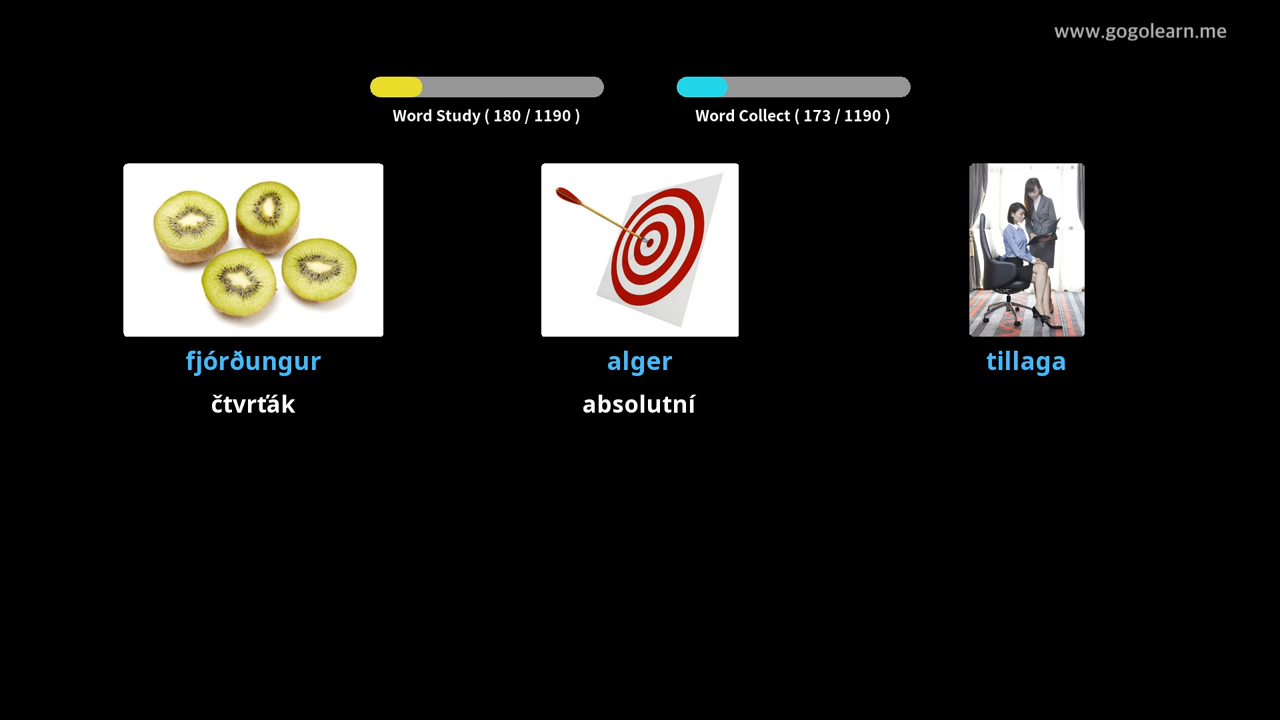 www.gogolearn.me
Word Study ( 180 / 1190 )
Word Collect ( 173 / 1190 )
fjórðungur
alger
tillaga
čtvrťák
absolutní